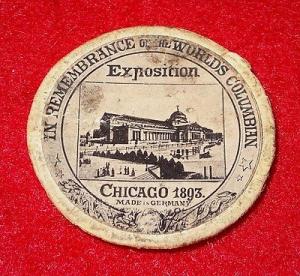 IN REMEMBRANCE OF THE WORLDS COLUMBIAN
Exposition
CHICAGO 1893.
MADE IN GERMANY